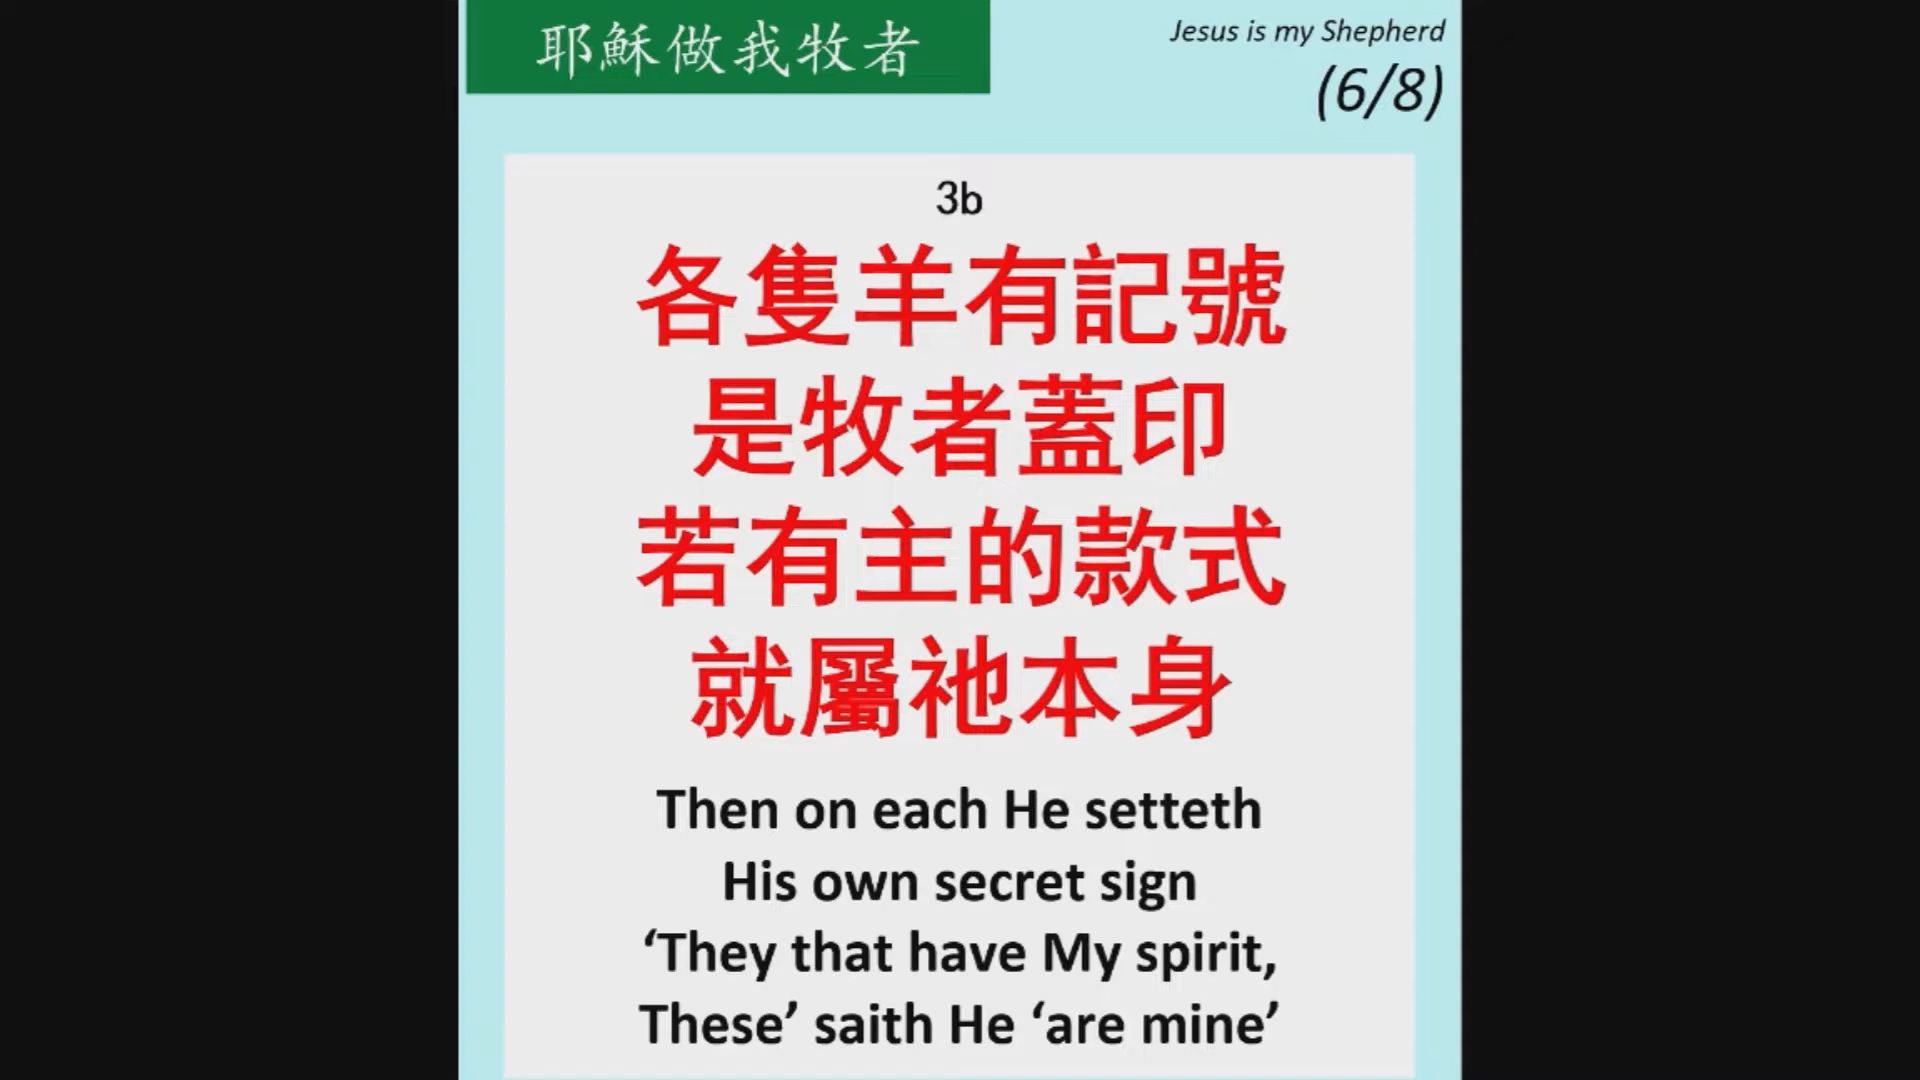 耶穌做我牧者
Jesus is my Shepherd
(6/8)
3b
各隻羊有記號
是牧者蓋印
若有主的款式
就屬祂本身
Then on each He setteth
His own secret sign
‘They that have My spirit,
These’ saith He ‘are mine’